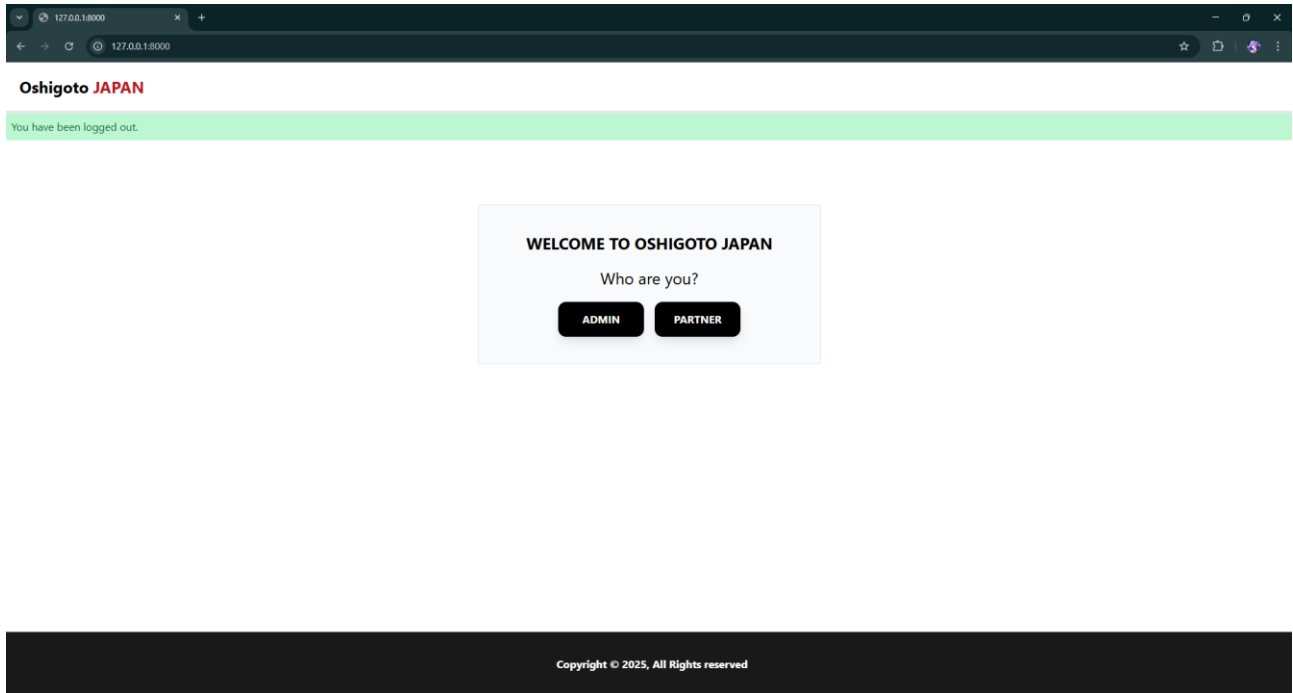 127.0.0.1:8000
127.0.0.1:8000
Oshigoto JAPAN
You have been logged out.
WELCOME TO OSHIGOTO JAPAN
Who are you?
ADMIN PARTNER
Copyright © 2025, All Rights reserved